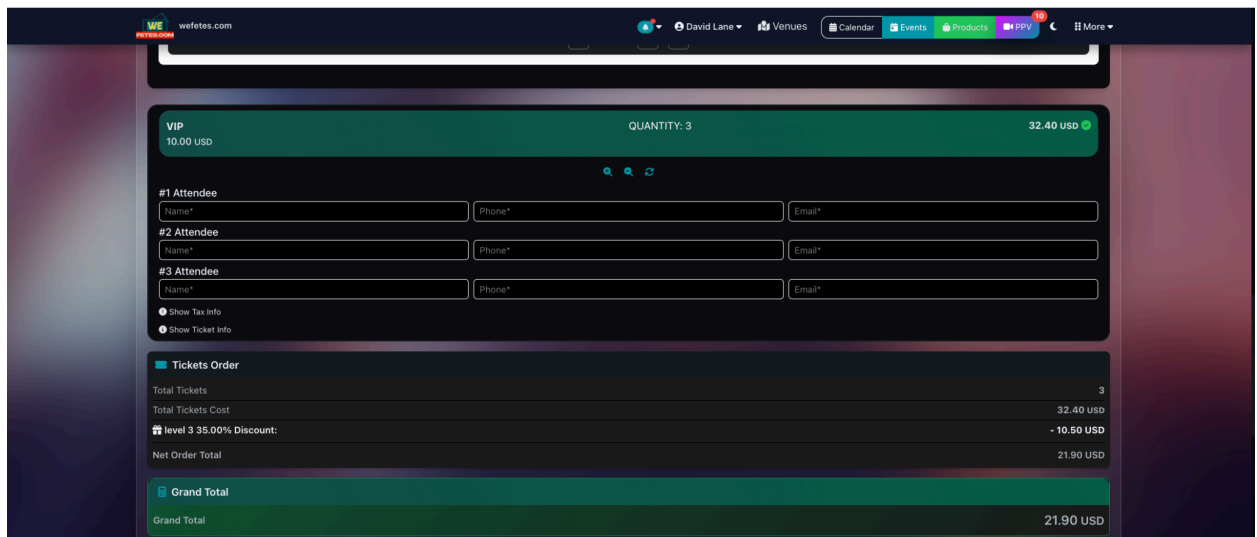 WE
FETES.COM
wefetes.com
David Lane
Venues
Calendar
Events
Products
PPV
10
More
VIP
QUANTITY: 3
32.40 USD
10.00 USD
#1 Attendee
Name*
Phone*
Email*
#2 Attendee
Name*
Phone*
Email*
#3 Attendee
Name*
Phone*
Email*
Show Tax Info
Show Ticket Info
Tickets Order
Total Tickets
3
Total Tickets Cost
32.40 USD
level 3 35.00% Discount:
- 10.50 USD
Net Order Total
21.90 USD
Grand Total
Grand Total
21.90 USD